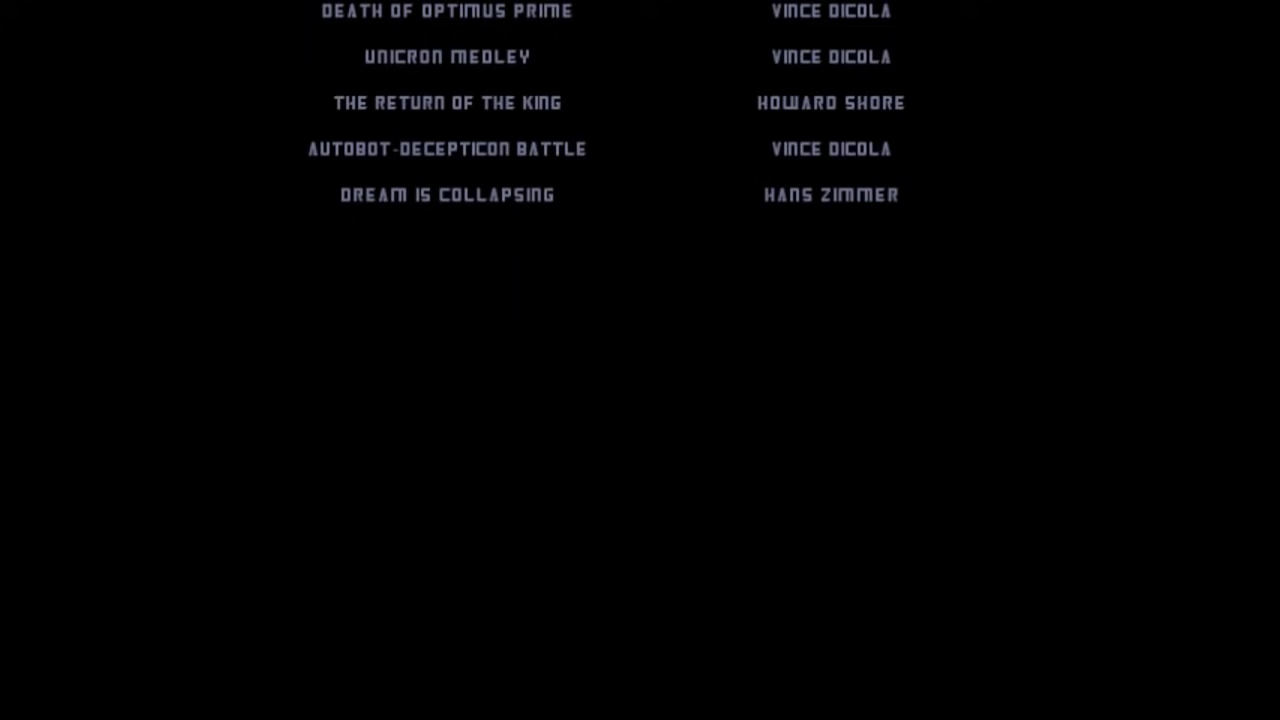 DEATH OF OPTIMUS PRIME VINCE DICOLA
UNICRON MEDLEY VINCE DICOLA
THE RETURN OF THE KING HOWARD SHORE
AUTOBOT-DECEPTICON BATTLE VINCE DICOLA
DREAM IS COLLAPSING HANS ZIMMER